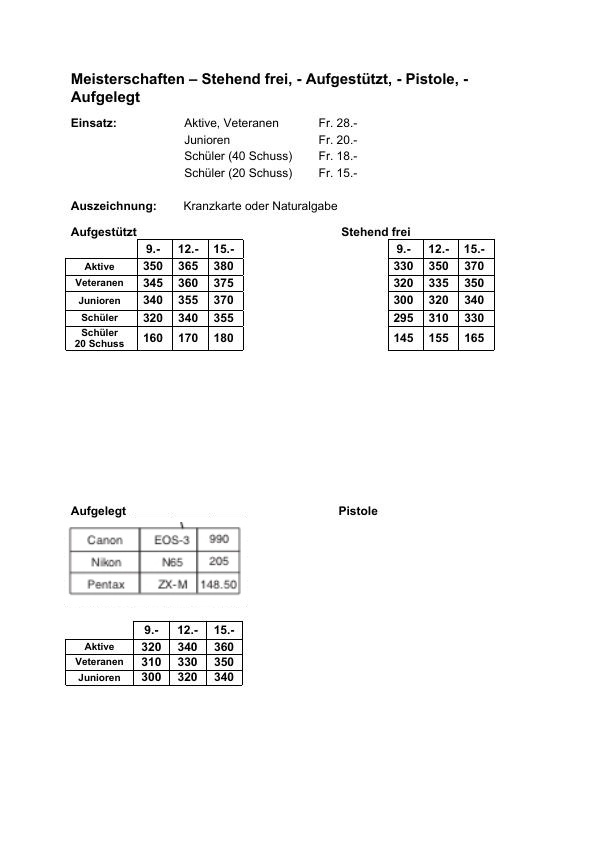 Meisterschaften – Stehend frei, - Aufgestützt, - Pistole, -
Aufgelegt
Einsatz: Aktive, Veteranen Fr. 28.-
Junioren Fr. 20.-
Schüler (40 Schuss) Fr. 18.-
Schüler (20 Schuss) Fr. 15.-
Auszeichnung: Kranzkarte oder Naturalgabe
Aufgestützt Stehend frei
9.- 12.- 15.- 9.- 12.- 15.-
Aktive 350 365 380 330 350 370
Veteranen 345 360 375 320 335 350
Junioren 340 355 370 300 320 340
Schüler 320 340 355 295 310 330
Schüler
20 Schuss 160 170 180 145 155 165
Aufgelegt Pistole
Canon EOS-3 990
Nikon N65 205
Pentax ZX-M 148.50
9.- 12.- 15.-
Aktive 320 340 360
Veteranen 310 330 350
Junioren 300 320 340